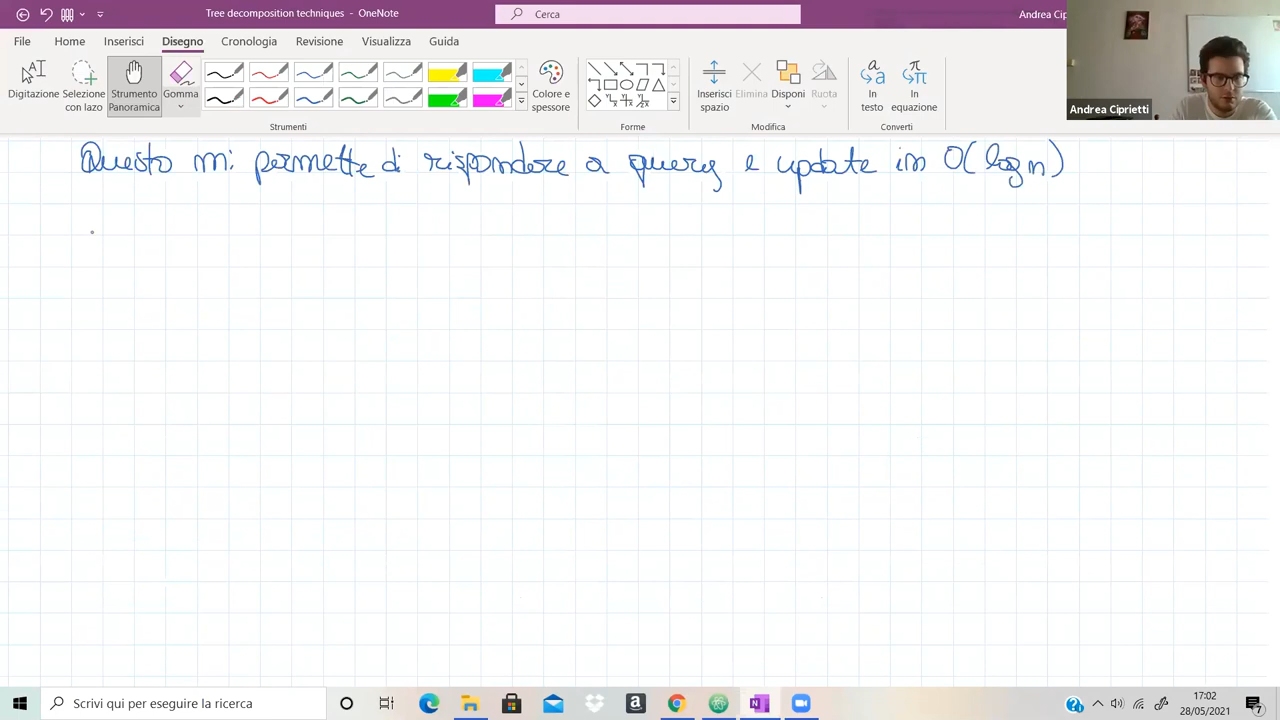 Tree decomposition techniques - OneNote
Cerca
Andrea Cip
File Home Inserisci Disegno Cronologia Revisione Visualizza Guida
Digitazione
Selezione con lazo
Strumento Panoramica
Gomma
Colore e spessore
Inserisci spazio
Elimina
Disponi
Ruota
In testo
In equazione
Strumenti
Forme
Modifica
Converti
Andrea Ciprietti
Questo mi permette di rispondere a query e update in O(log n)
Scrivi qui per eseguire la ricerca
17:02
28/05/2021
7